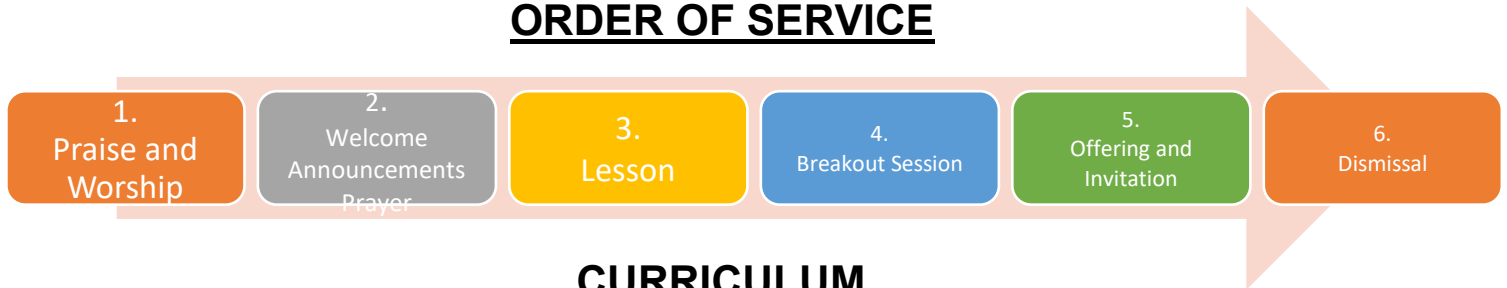 ORDER OF SERVICE
1.
Praise and
Worship
2.
Welcome
Announcements
Prayer
3.
Lesson
4.
Breakout Session
5.
Offering and
Invitation
6.
Dismissal
CURRICULUM